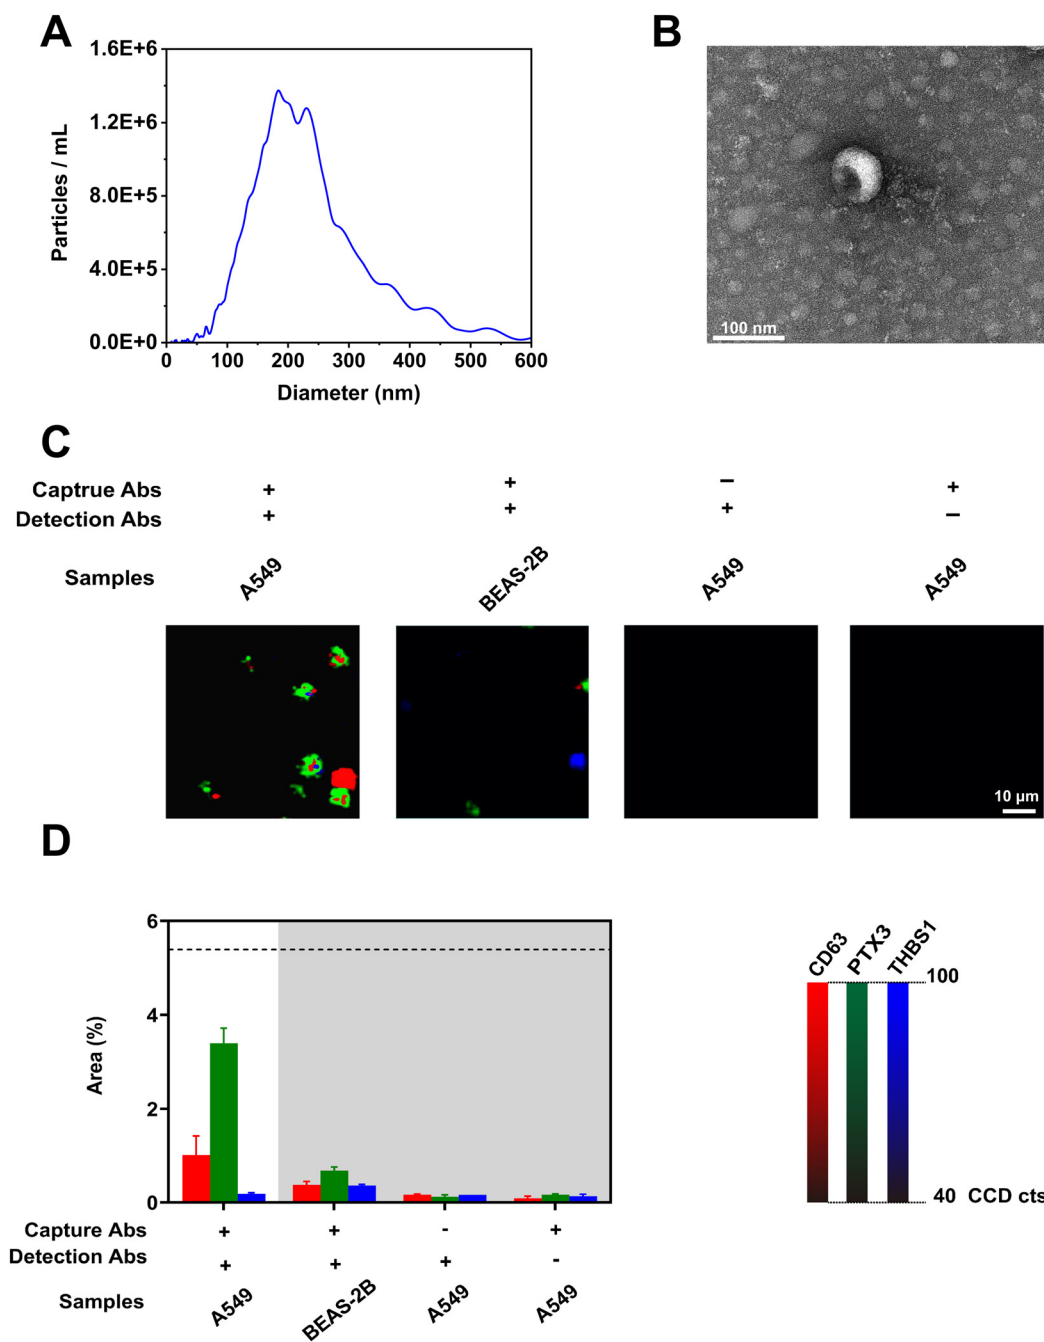 A
1.6E+6
1.2E+6
8.0E+5
4.0E+5
0.0E+0
Particles / mL
0 100 200 300 400 500 600
Diameter (nm)
B
100 nm
C
Captrue Abs + + − +
Detection Abs + + + −
Samples A549 BEAS-2B A549 A549
10 μm
D
6
4
2
0
Area (%)
Capture Abs + + - +
Detection Abs + + + -
Samples A549 BEAS-2B A549 A549
CD63 PTX3 THBS1
100
40 CCD cts